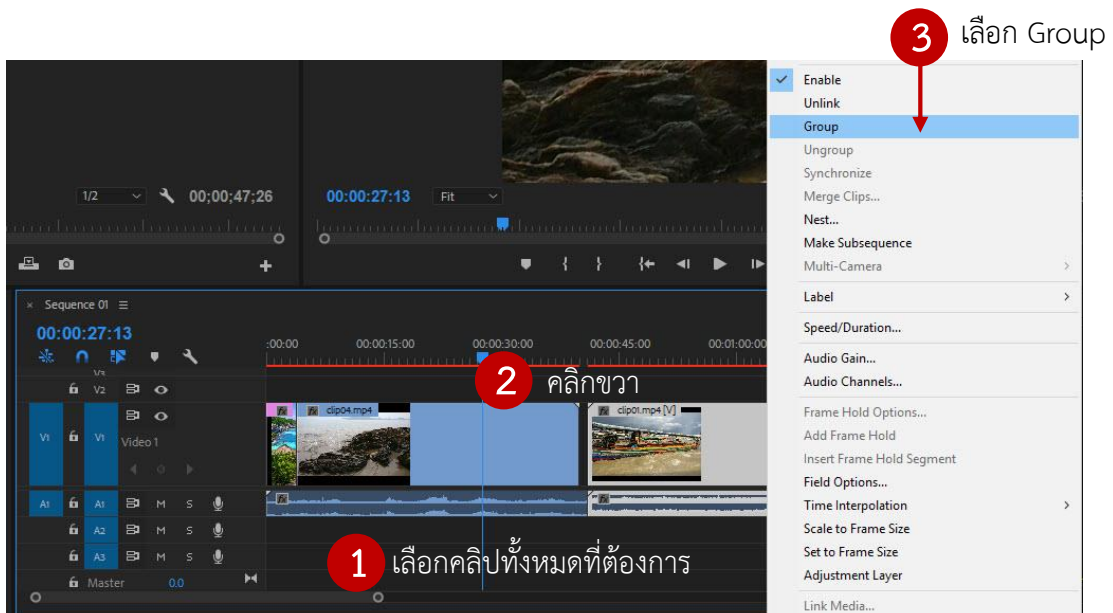 3 เลือก Group
Enable
Unlink
Group
Ungroup
Synchronize
Merge Clips...
Nest...
Make Subsequence
Multi-Camera
Label
Speed/Duration...
Audio Gain...
Audio Channels...
Frame Hold Options...
Add Frame Hold
Insert Frame Hold Segment
Field Options...
Time Interpolation
Scale to Frame Size
Set to Frame Size
Adjustment Layer
Link Media...
1/2 00;00;47;26 00:00:27:13 Fit
× Sequence 01
00:00:27:13
:00:00 00:00:15:00 00:00:30:00 00:00:45:00 00:01:00:00
2 คลิกขวา
V3
V2
fx fx clip04.mp4 fx clip01.mp4 [V]
V1 V1 Video 1
A1 A1 M S fx fx
A2 M S
A3 M S
1 เลือกคลิปทั้งหมดที่ต้องการ
Master 0.0